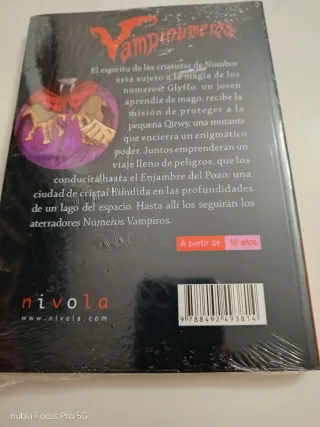 Vampirúmeros
El espíritu de las criaturas de Nombor
está sujeto a la magia de los
números. Glyffo, un joven
aprendiz de mago, recibe la
misión de proteger a la
pequeña Qirwy, una mutante
que encierra un enigmático
poder. Juntos emprenderán un
viaje lleno de peligros, que los
conducirá hasta el Enjambre del Pozo: una
ciudad de cristal hundida en las profundidades
de un lago del espacio. Hasta allí los seguirán los
aterradores Números Vampiros.
A partir de 10 años
nivola
www.nivola.com
9 788492 493814
nubia Focus Pro 5G